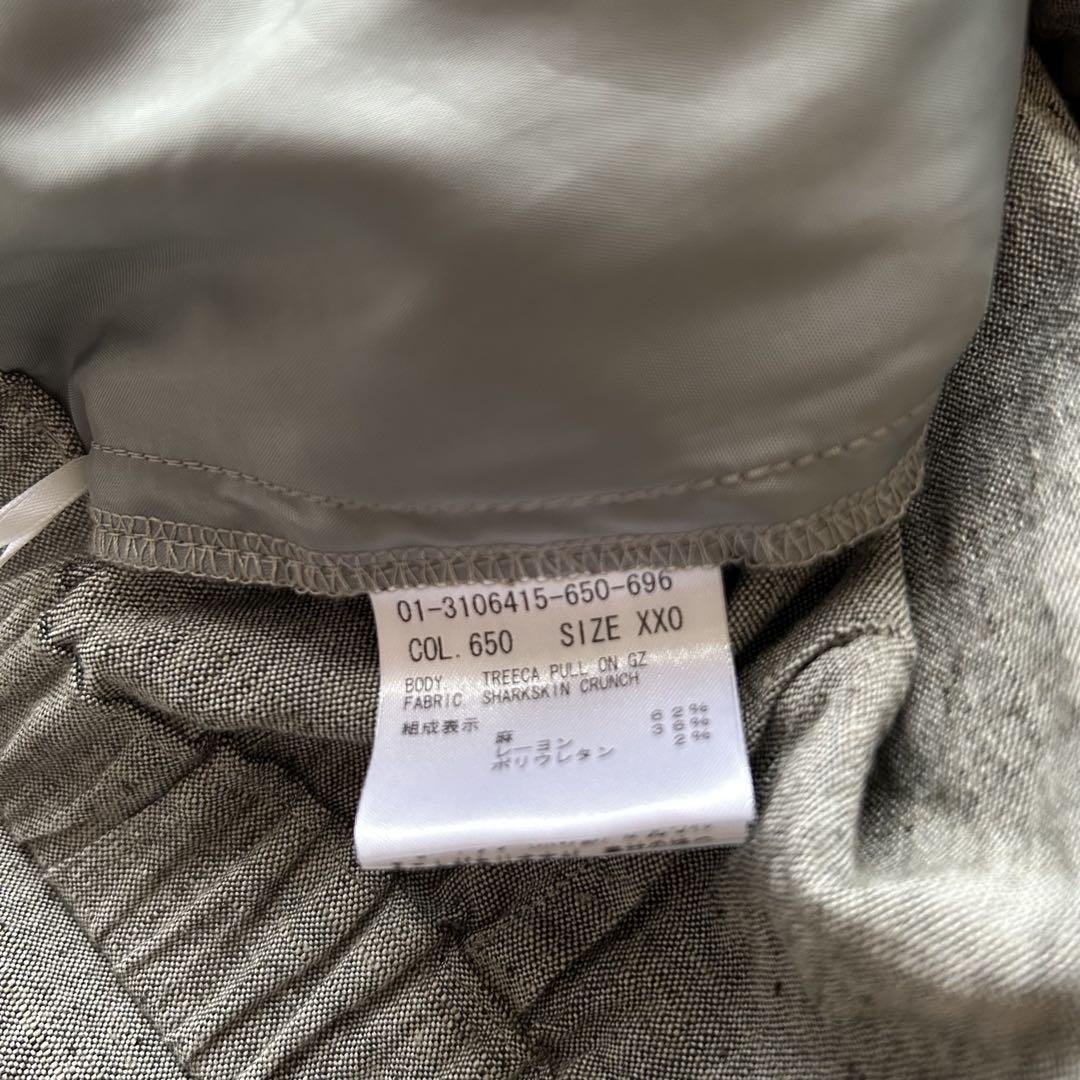 01-3106415-650-696
COL.650 SIZE XXO
BODY TREECA PULL ON GZ
FABRIC SHARKSKIN CRUNCH
組成表示
麻 62%
レーヨン 36%
ポリウレタン 2%